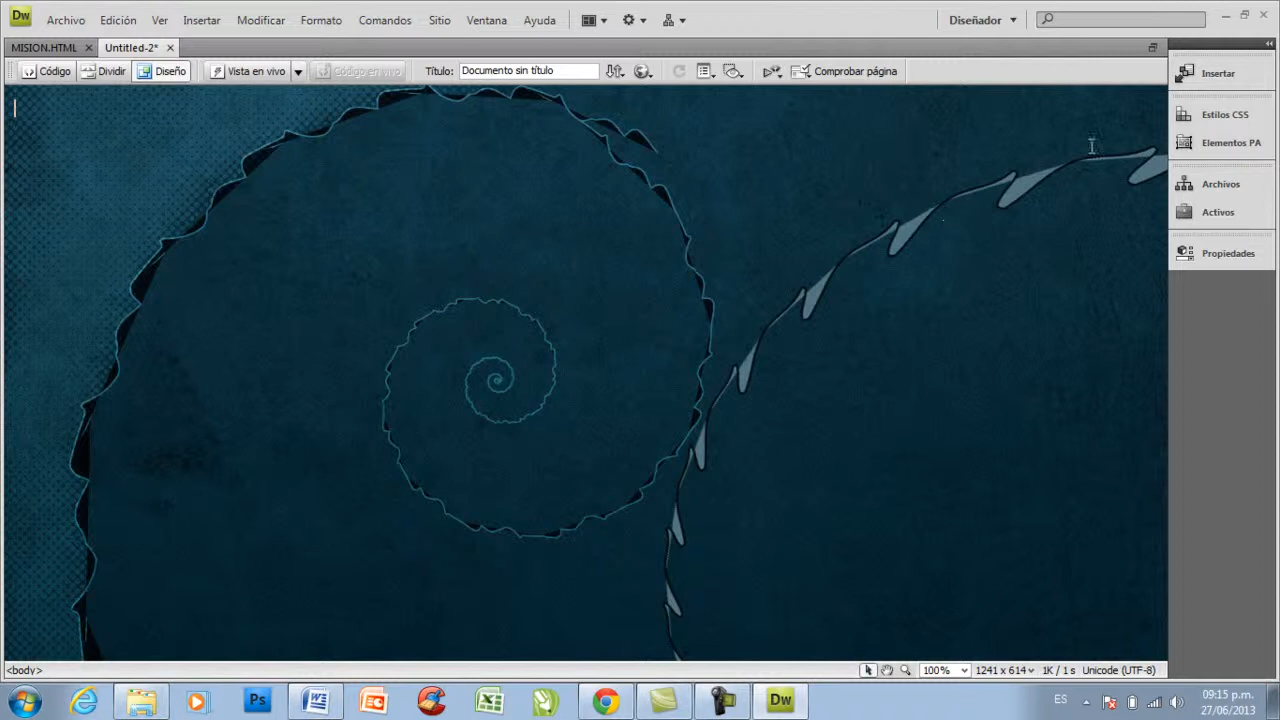 Dw Archivo Edición Ver Insertar Modificar Formato Comandos Sitio Ventana Ayuda Diseñador
MISION.HTML Untitled-2*
Código Dividir Diseño Vista en vivo Código en vivo Título: Documento sin título Comprobar página
Insertar
Estilos CSS
Elementos PA
Archivos
Activos
Propiedades
<body> 100% 1241 x 614 1K / 1 s Unicode (UTF-8)
Ps Dw ES 09:15 p.m.
27/06/2013